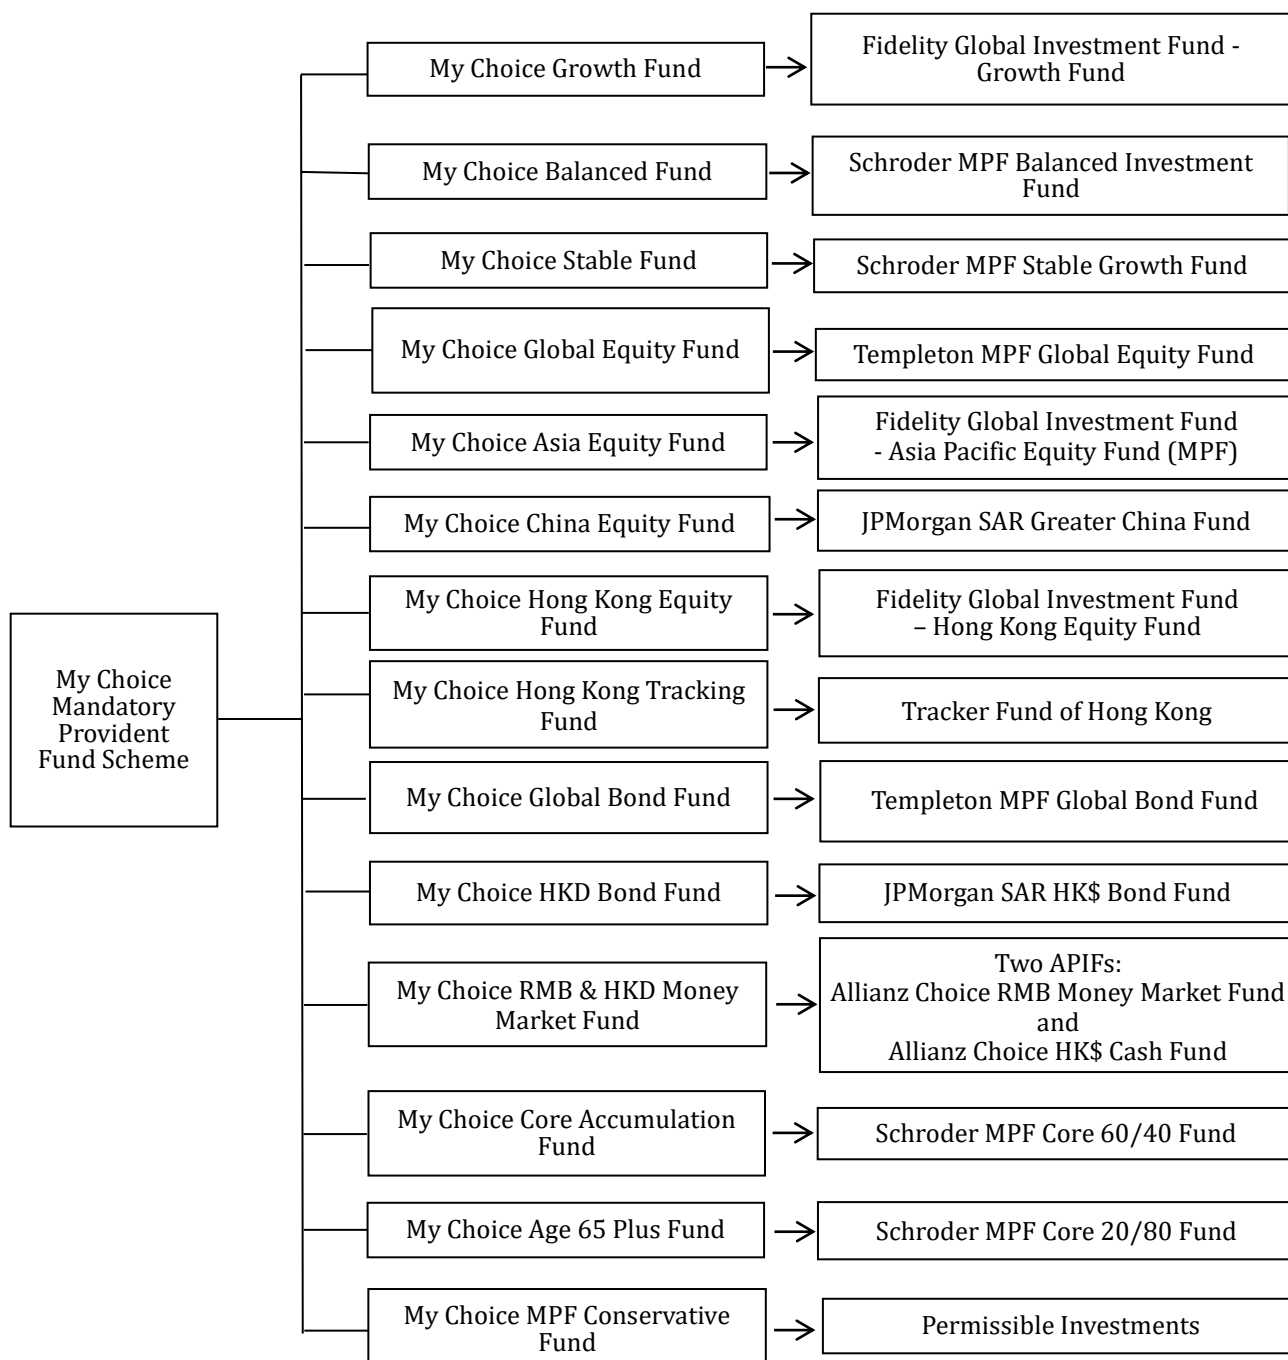 My Choice Growth Fund
Fidelity Global Investment Fund -
Growth Fund
My Choice Balanced Fund
Schroder MPF Balanced Investment
Fund
My Choice Stable Fund
Schroder MPF Stable Growth Fund
My Choice Global Equity Fund
Templeton MPF Global Equity Fund
My Choice Asia Equity Fund
Fidelity Global Investment Fund
- Asia Pacific Equity Fund (MPF)
My Choice China Equity Fund
JPMorgan SAR Greater China Fund
My Choice Hong Kong Equity
Fund
Fidelity Global Investment Fund
– Hong Kong Equity Fund
My Choice
Mandatory
Provident
Fund Scheme
My Choice Hong Kong Tracking
Fund
Tracker Fund of Hong Kong
My Choice Global Bond Fund
Templeton MPF Global Bond Fund
My Choice HKD Bond Fund
JPMorgan SAR HK$ Bond Fund
My Choice RMB & HKD Money
Market Fund
Two APIFs:
Allianz Choice RMB Money Market Fund
and
Allianz Choice HK$ Cash Fund
My Choice Core Accumulation
Fund
Schroder MPF Core 60/40 Fund
My Choice Age 65 Plus Fund
Schroder MPF Core 20/80 Fund
My Choice MPF Conservative
Fund
Permissible Investments